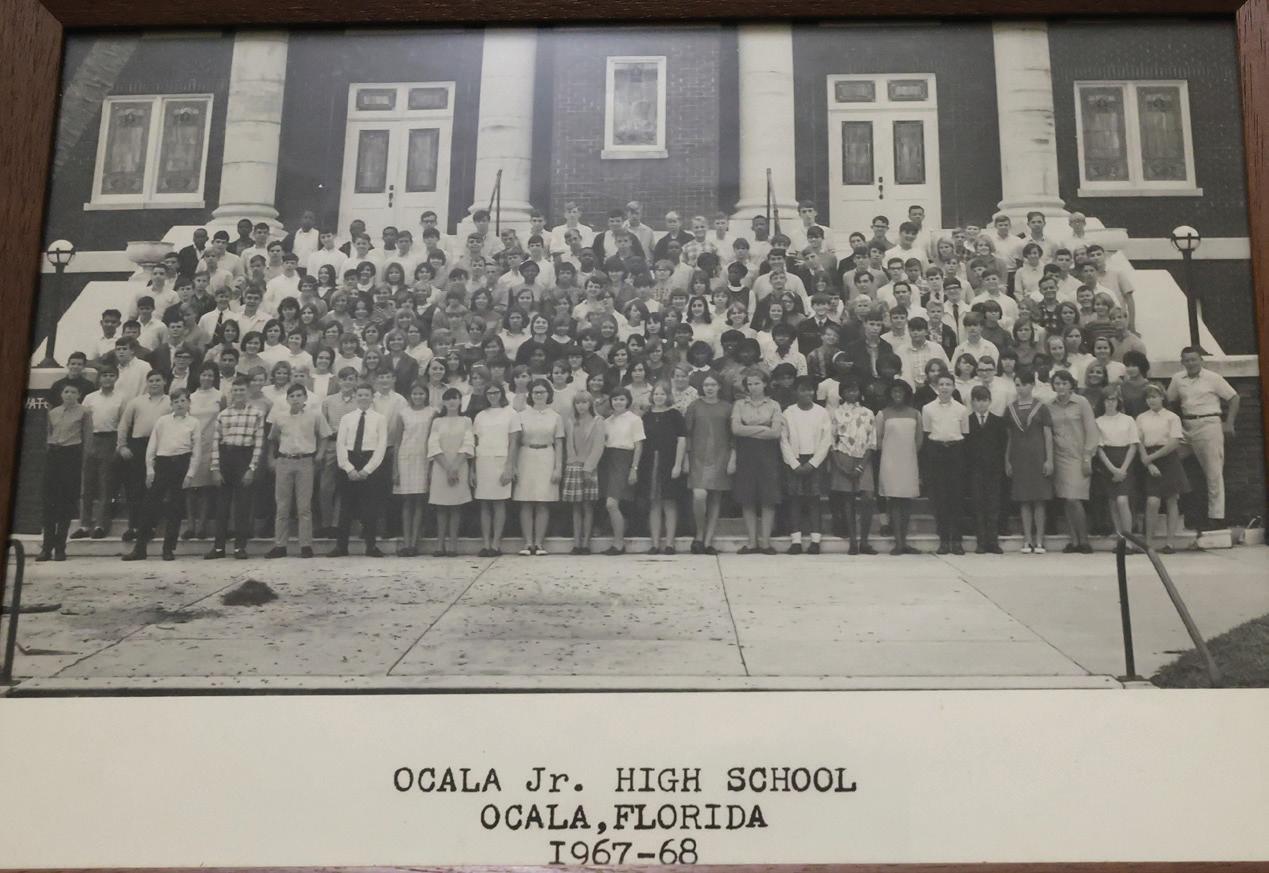 OCALA Jr. HIGH SCHOOL
OCALA,FLORIDA
1967-68